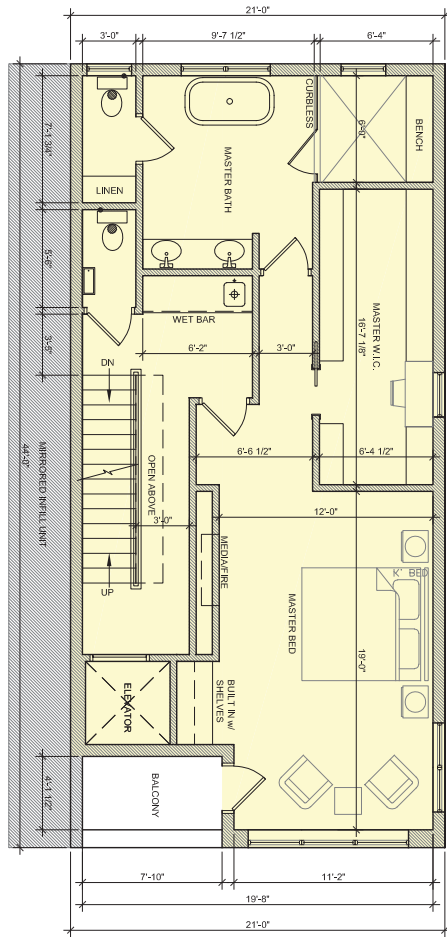 21'-0"
3'-0"
9'-7 1/2"
6'-4"
CURBLESS
BENCH
6'-0"
7'-1 3/4"
LINEN
MASTER BATH
5'-6"
WET BAR
MASTER W.I.C.
16'-7 1/8"
3'-5"
6'-2"
3'-0"
DN
6'-6 1/2"
6'-4 1/2"
MIRRORED INFILL UNIT
44'-0"
OPEN ABOVE
3'-0"
12'-0"
MEDIA/FIRE
K' BED
UP
MASTER BED
19'-0"
ELEVATOR
BUILT IN w/
SHELVES
BALCONY
4'-1 1/2"
7'-10"
11'-2"
19'-8"
21'-0"